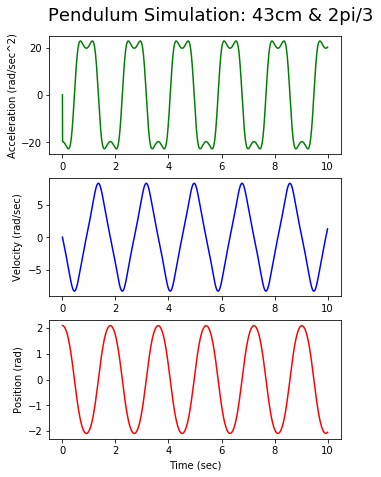 Pendulum Simulation: 43cm & 2pi/3
Acceleration (rad/sec^2)
20
0
−20
0 2 4 6 8 10
Velocity (rad/sec)
5
0
−5
0 2 4 6 8 10
Position (rad)
2
1
0
−1
−2
0 2 4 6 8 10
Time (sec)